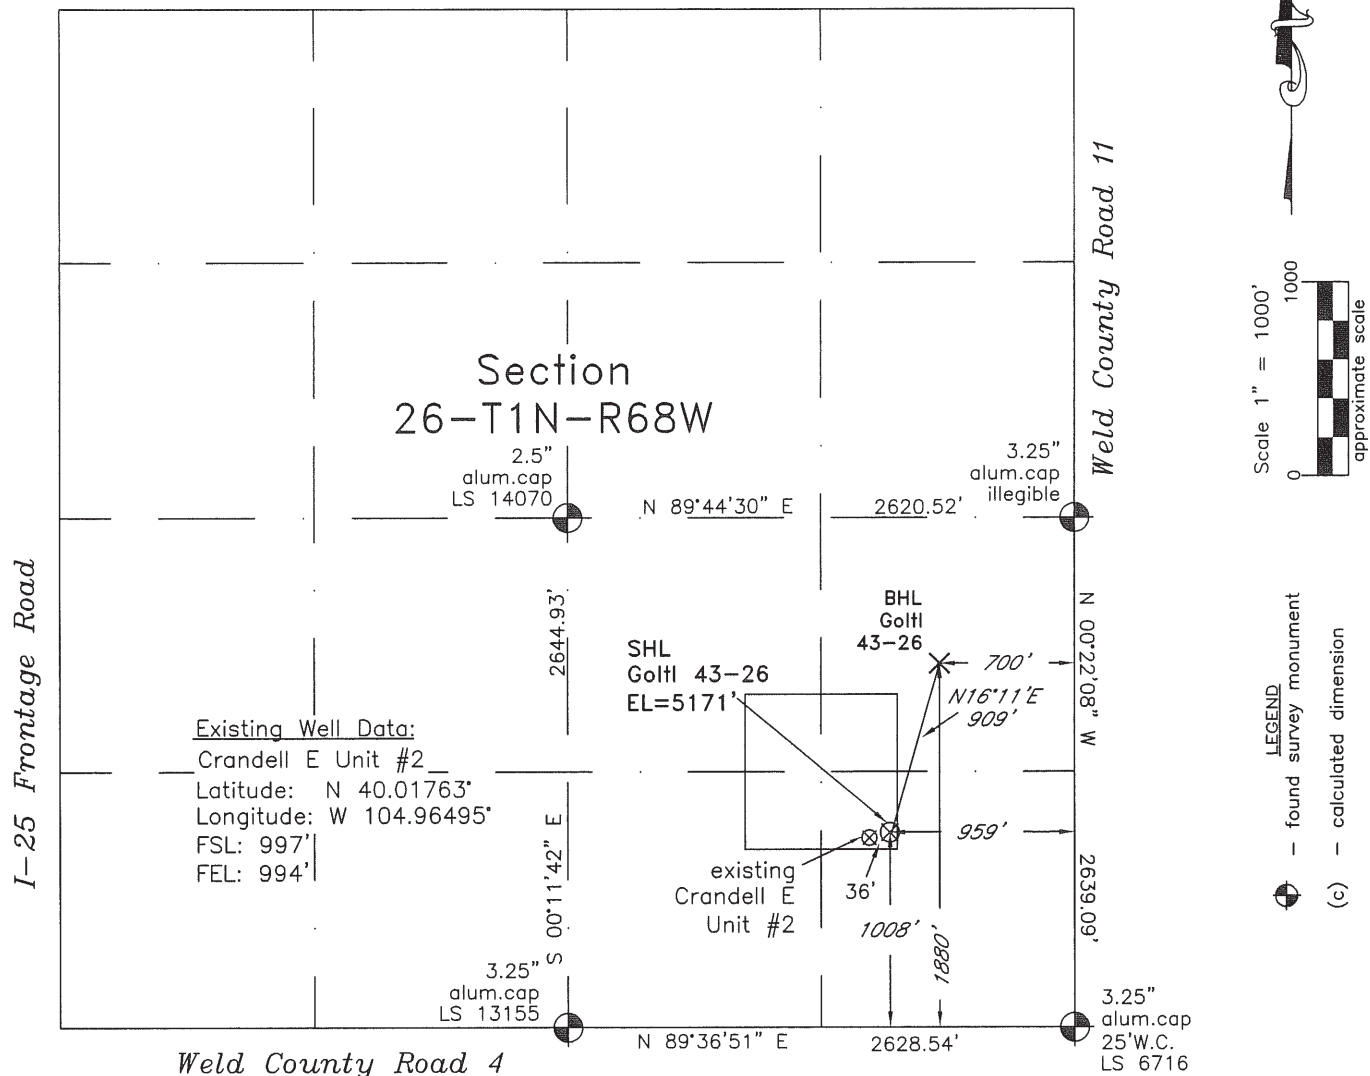 Weld County Road 11
Scale 1" = 1000'
0
1000
approximate scale
Section
26-T1N-R68W
2.5"
alum.cap
LS 14070
3.25"
alum.cap
illegible
N 89°44'30" E
2620.52'
I-25 Frontage Road
2644.93'
S 00°11'42" E
BHL
Goltl
43-26
SHL
Goltl 43-26
EL=5171'
700'
N16°11'E
909'
N 00°22'08" W
2639.09'
Existing Well Data:
Crandell E Unit #2
Latitude: N 40.01763°
Longitude: W 104.96495°
FSL: 997'
FEL: 994'
959'
existing
Crandell E
Unit #2
36'
1008'
1880'
LEGEND
- found survey monument
(c) - calculated dimension
3.25"
alum.cap
LS 13155
3.25"
alum.cap
25'W.C.
LS 6716
N 89°36'51" E
2628.54'
Weld County Road 4